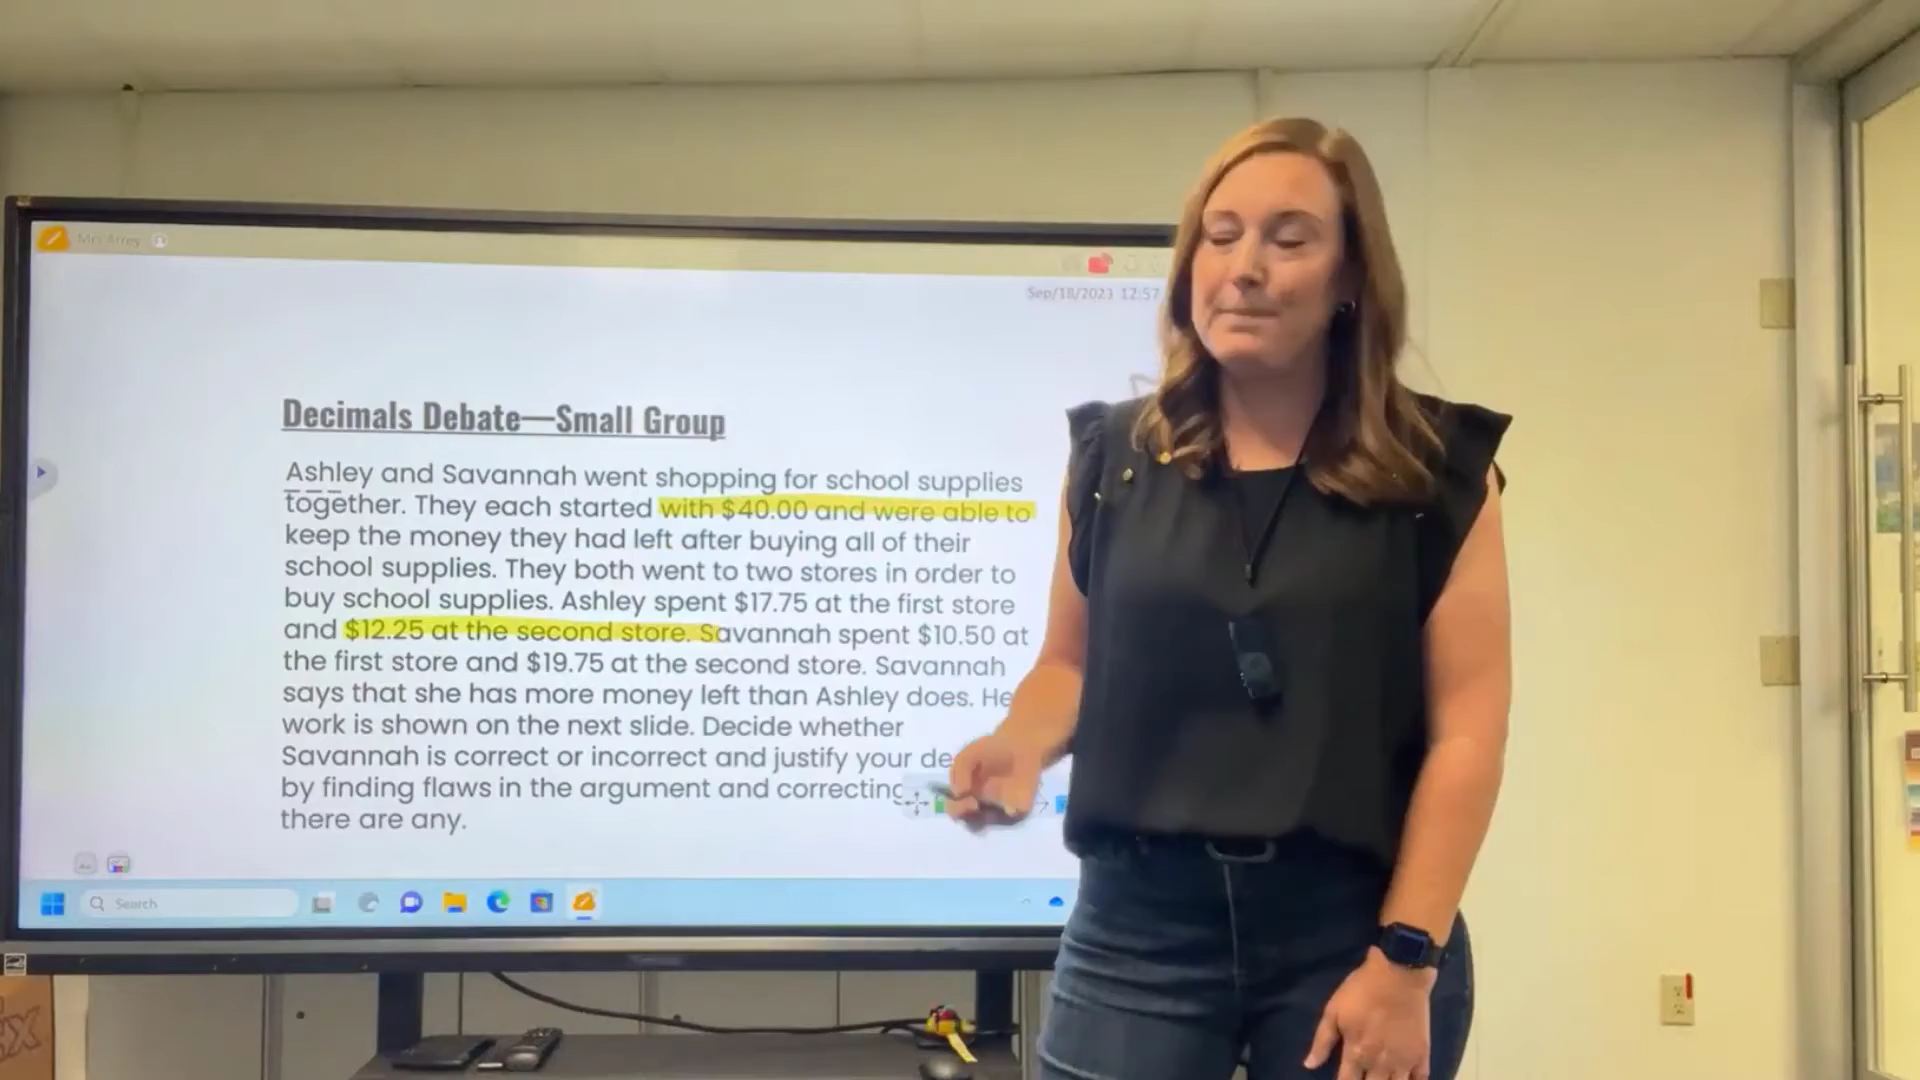 Mrs Arrey
Sep/18/2023 12:57
Decimals Debate—Small Group
Ashley and Savannah went shopping for school supplies
together. They each started with $40.00 and were able to
keep the money they had left after buying all of their
school supplies. They both went to two stores in order to
buy school supplies. Ashley spent $17.75 at the first store
and $12.25 at the second store. Savannah spent $10.50 at
the first store and $19.75 at the second store. Savannah
says that she has more money left than Ashley does. He
work is shown on the next slide. Decide whether
Savannah is correct or incorrect and justify your de
by finding flaws in the argument and correcting
there are any.
Search